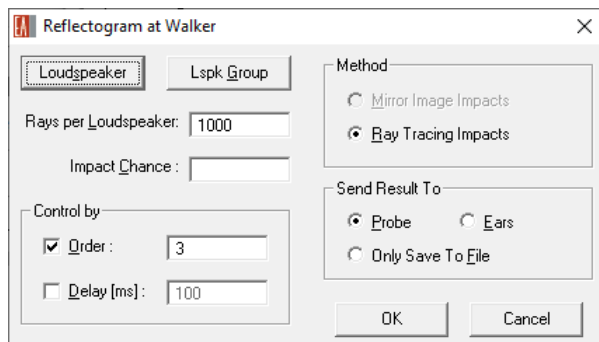 EA Reflectogram at Walker
Loudspeaker Lspk Group
Rays per Loudspeaker: 1000
Impact Chance :
Control by
Order : 3
Delay [ms] : 100
Method
Mirror Image Impacts
Ray Tracing Impacts
Send Result To
Probe Ears
Only Save To File
OK Cancel